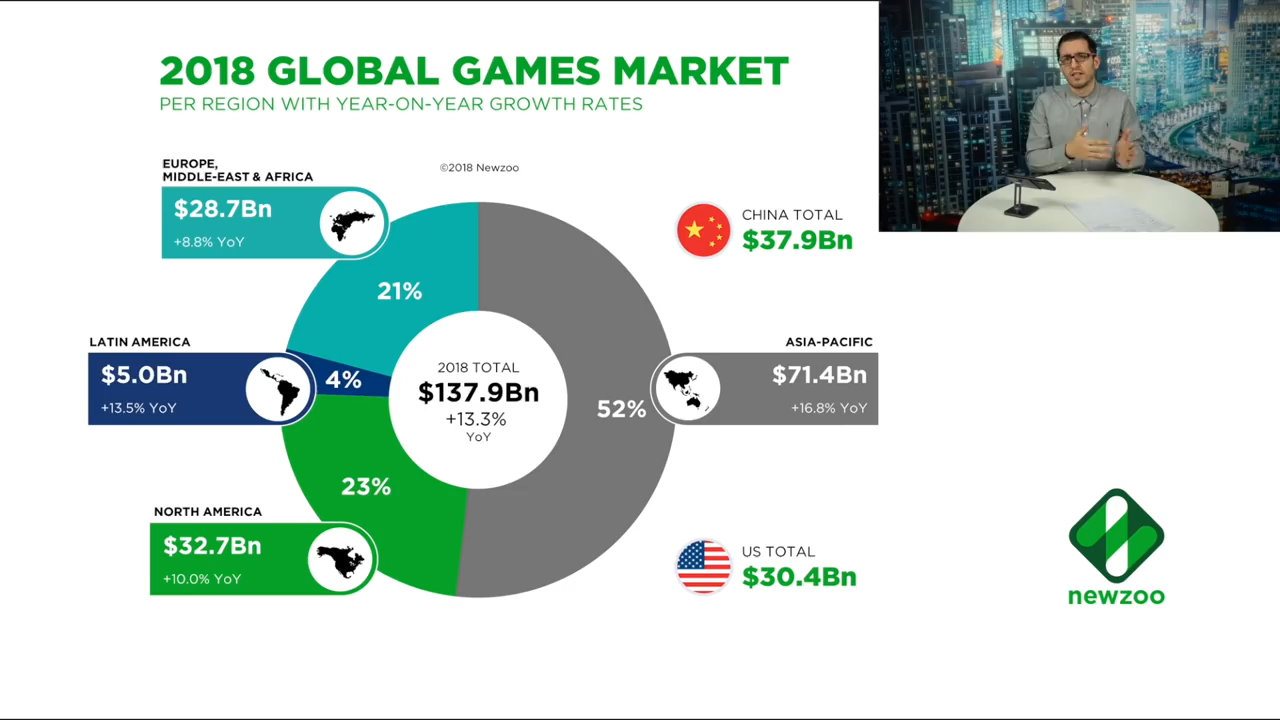 2018 GLOBAL GAMES MARKET
PER REGION WITH YEAR-ON-YEAR GROWTH RATES
©2018 Newzoo
EUROPE,
MIDDLE-EAST & AFRICA
$28.7Bn
+8.8% YoY
21%
CHINA TOTAL
$37.9Bn
LATIN AMERICA
$5.0Bn
+13.5% YoY
4%
2018 TOTAL
$137.9Bn
+13.3%
YoY
52%
ASIA-PACIFIC
$71.4Bn
+16.8% YoY
23%
NORTH AMERICA
$32.7Bn
+10.0% YoY
US TOTAL
$30.4Bn
newzoo